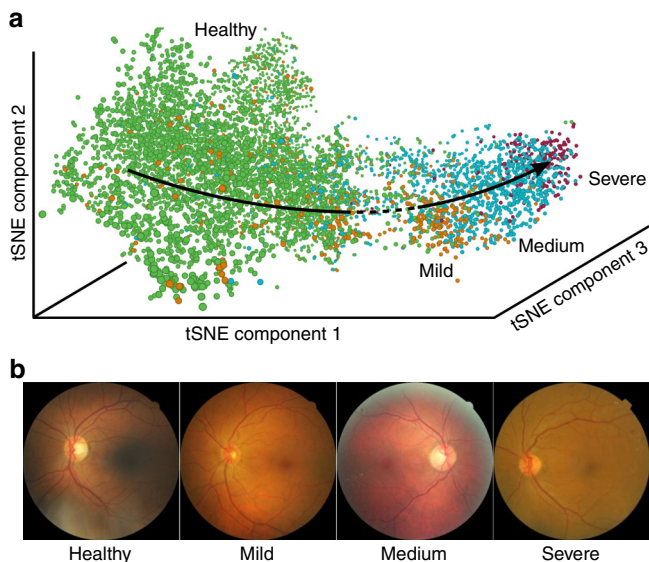 a
Healthy
tSNE component 2
Severe
Medium
Mild
tSNE component 3
tSNE component 1
b
Healthy
Mild
Medium
Severe